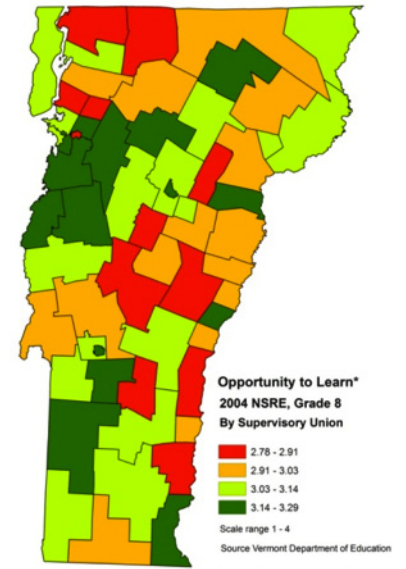 Opportunity to Learn*
2004 NSRE, Grade 8
By Supervisory Union
2.78 - 2.91
2.91 - 3.03
3.03 - 3.14
3.14 - 3.29
Scale range 1 - 4
Source Vermont Department of Education